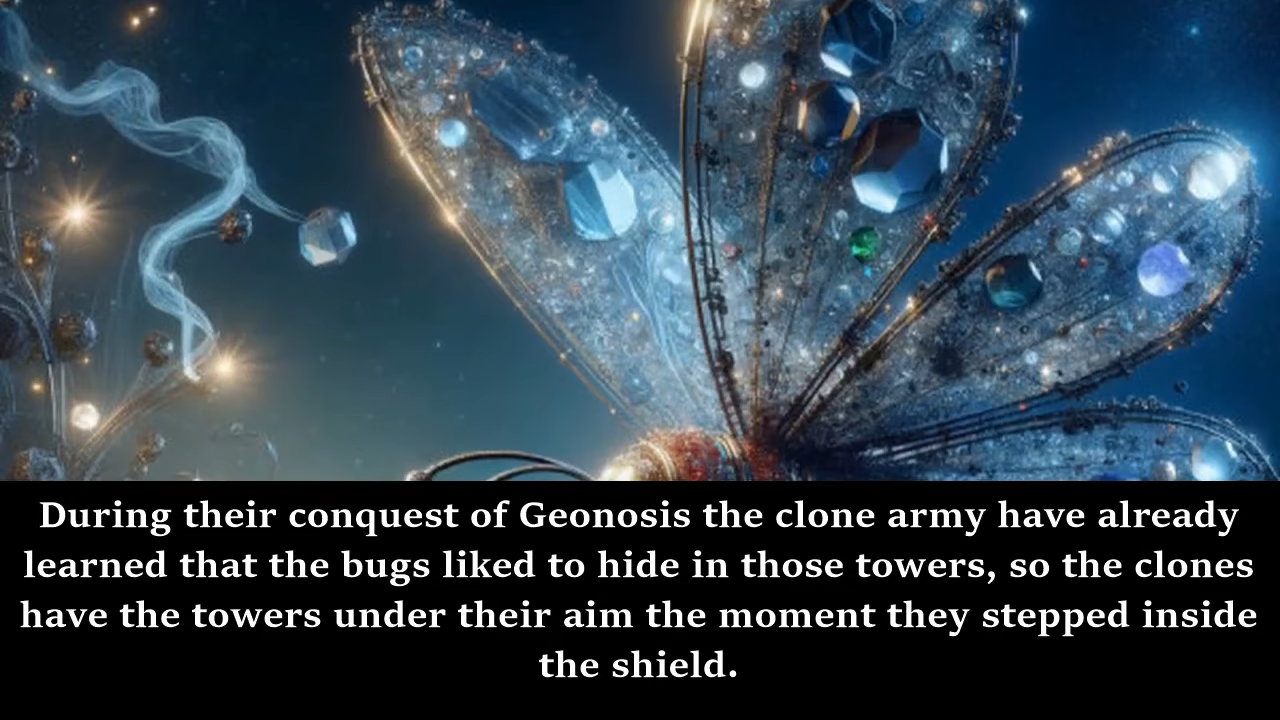 During their conquest of Geonosis the clone army have already
learned that the bugs liked to hide in those towers, so the clones
have the towers under their aim the moment they stepped inside
the shield.